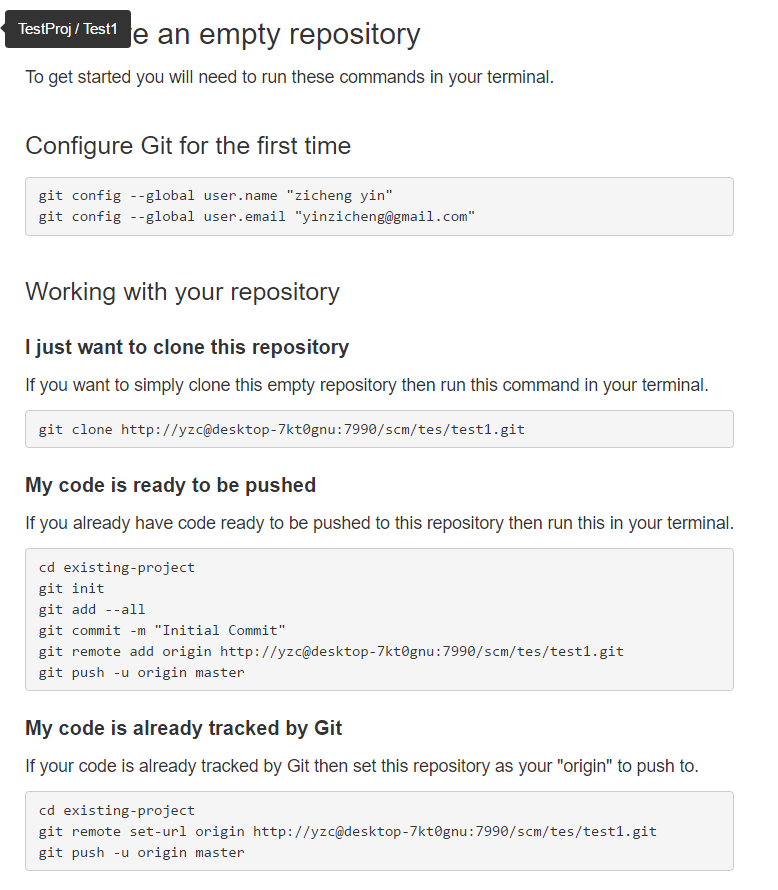 TestProj / Test1
e an empty repository
To get started you will need to run these commands in your terminal.
Configure Git for the first time
git config --global user.name "zicheng yin"
git config --global user.email "yinzicheng@gmail.com"
Working with your repository
I just want to clone this repository
If you want to simply clone this empty repository then run this command in your terminal.
git clone http://yzc@desktop-7kt0gnu:7990/scm/tes/test1.git
My code is ready to be pushed
If you already have code ready to be pushed to this repository then run this in your terminal.
cd existing-project
git init
git add --all
git commit -m "Initial Commit"
git remote add origin http://yzc@desktop-7kt0gnu:7990/scm/tes/test1.git
git push -u origin master
My code is already tracked by Git
If your code is already tracked by Git then set this repository as your "origin" to push to.
cd existing-project
git remote set-url origin http://yzc@desktop-7kt0gnu:7990/scm/tes/test1.git
git push -u origin master